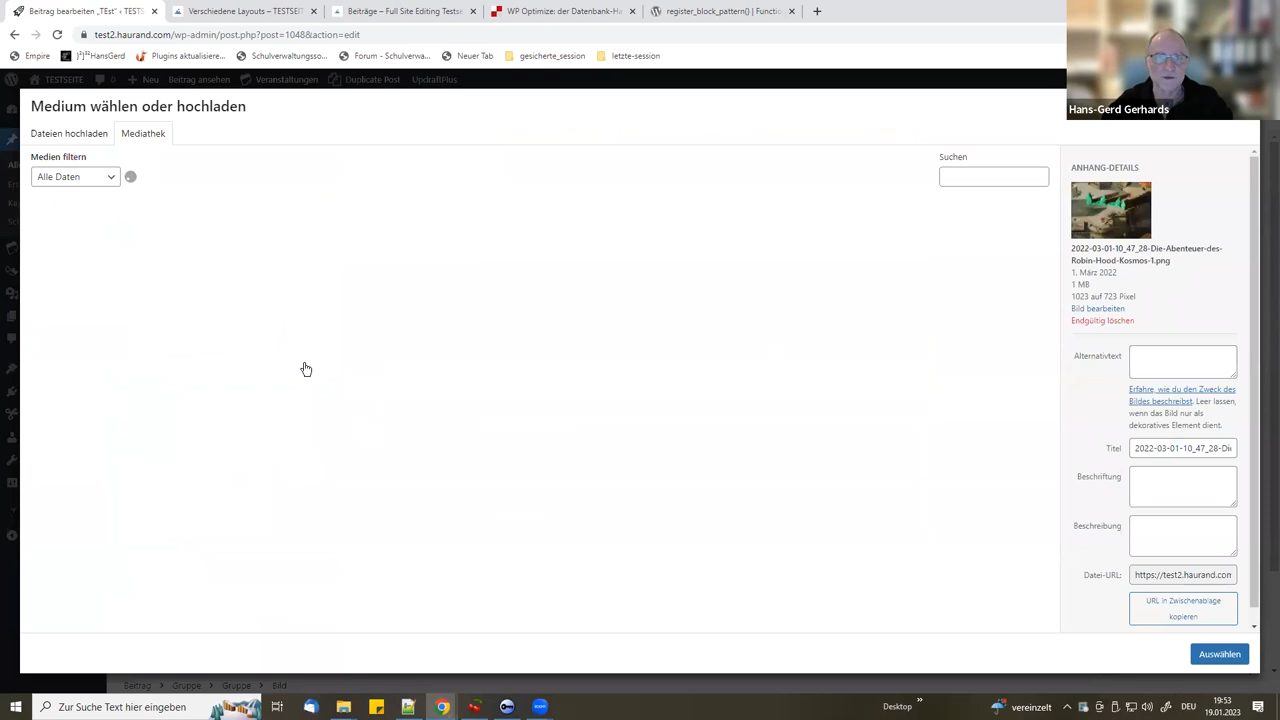 Beitrag bearbeiten „TEst“ ‹ TES
Verschiedene Layouts – TESTSEIT
Beiträge – Full Site Editing Testse
WP Optimize: der Datenbank-Ha
register_block_pattern() | Functio
test2.haurand.com/wp-admin/post.php?post=1048&action=edit
Empire
}²[²HansGerd
Plugins aktualisiere...
Schulverwaltungsso...
Forum - Schulverwa...
Neuer Tab
gesicherte_session
letzte-session
TESTSEITE
0
Neu
Beitrag ansehen
Veranstaltungen
Duplicate Post
UpdraftPlus
Hans-Gerd Gerhards
Medium wählen oder hochladen
Dateien hochladen
Mediathek
Medien filtern
Alle Daten
Suchen
ANHANG-DETAILS
2022-03-01-10_47_28-Die-Abenteuer-des-
Robin-Hood-Kosmos-1.png
1. März 2022
1 MB
1023 auf 723 Pixel
Bild bearbeiten
Endgültig löschen
Alternativtext
Erfahre, wie du den Zweck des
Bildes beschreibst. Leer lassen,
wenn das Bild nur als
dekoratives Element dient.
Titel
2022-03-01-10_47_28-Di
Beschriftung
Beschreibung
Datei-URL:
https://test2.haurand.con
URL in Zwischenablage
kopieren
Auswählen
Beitrag
Gruppe
Gruppe
Bild
Zur Suche Text hier eingeben
Desktop
vereinzelt
DEU
19:53
19.01.2023